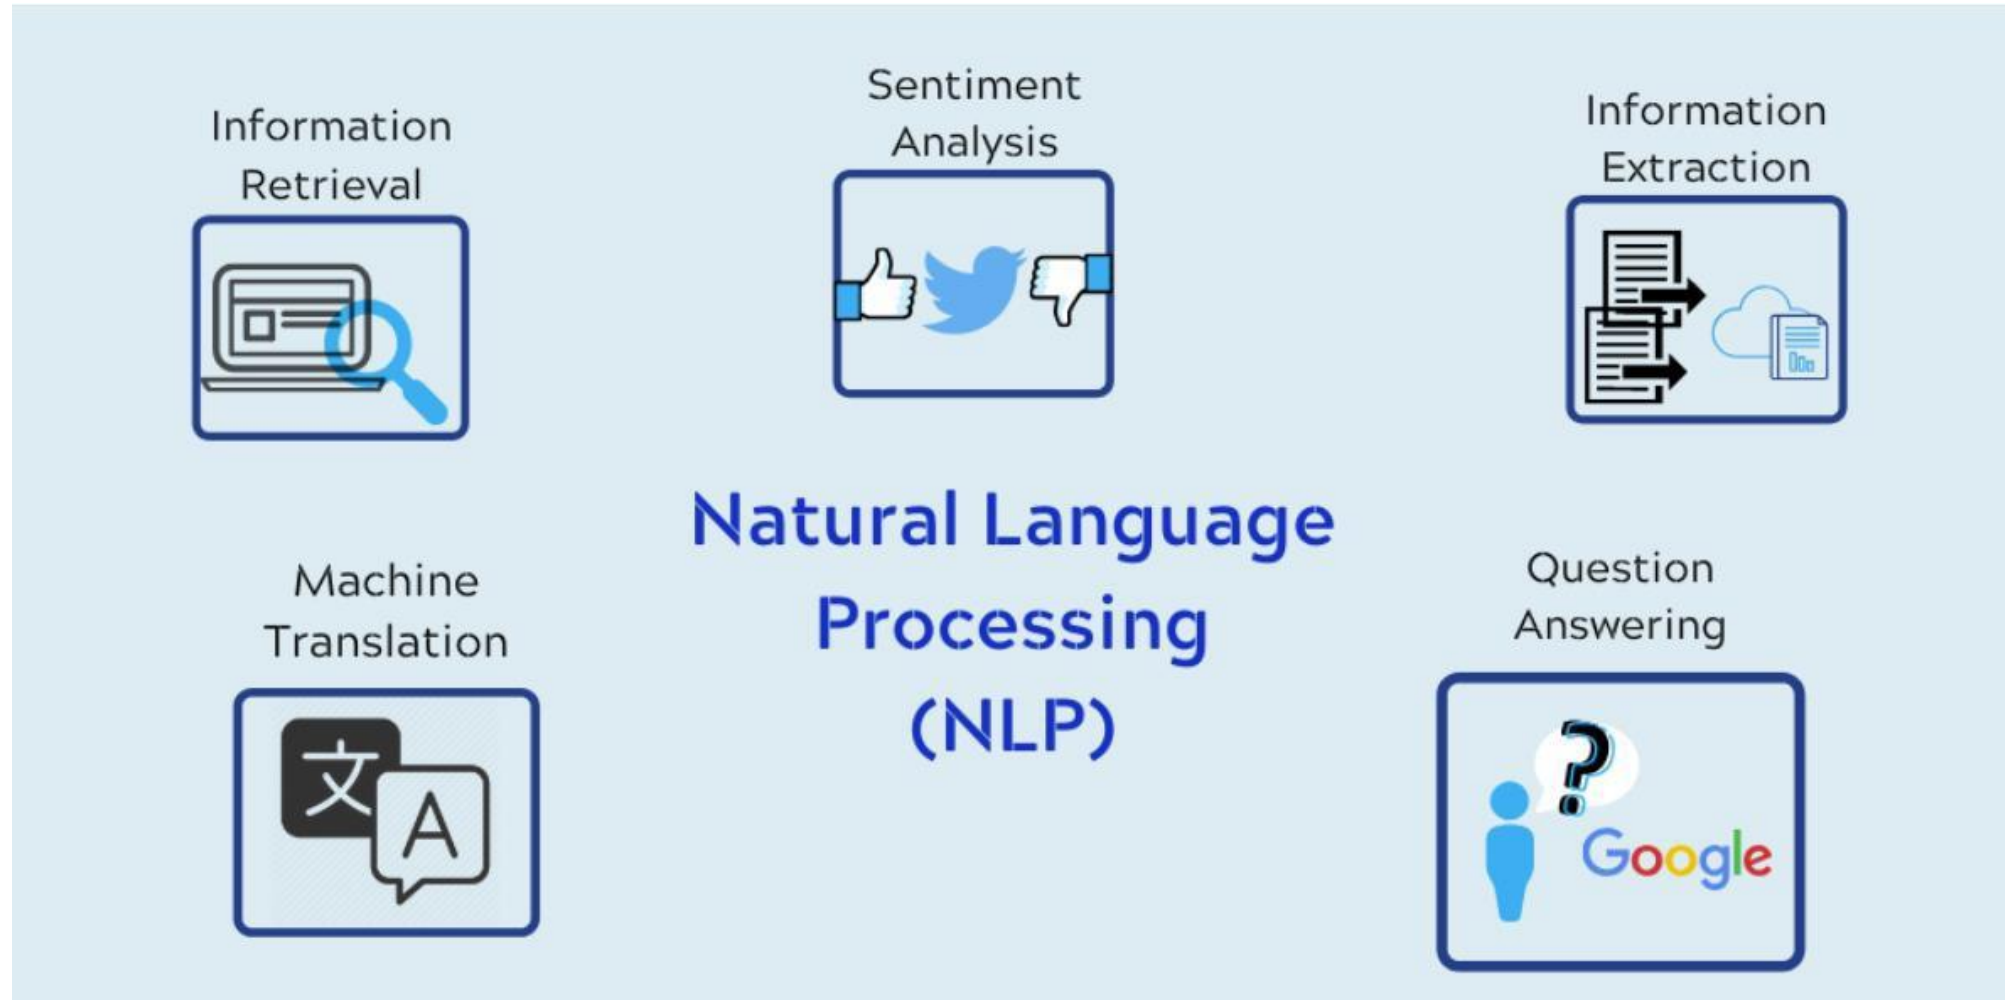 Information
Retrieval
Sentiment
Analysis
Information
Extraction
Natural Language
Processing
(NLP)
Machine
Translation
文
A
Question
Answering
?
Google